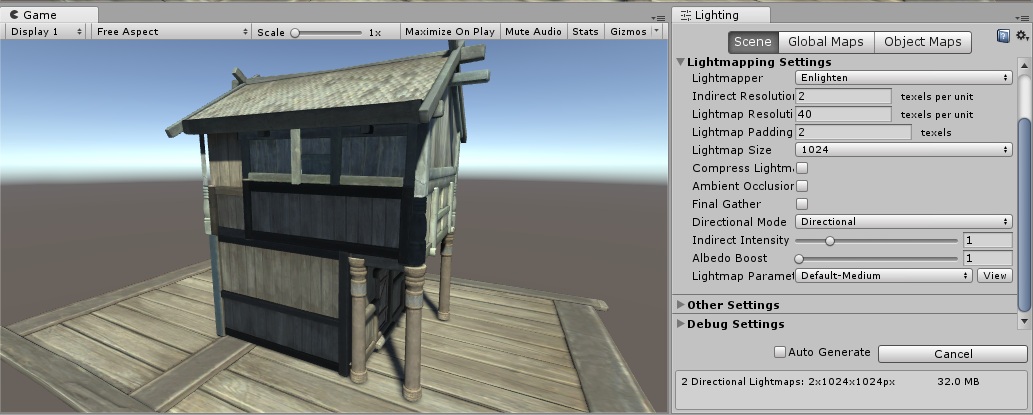 Game
Display 1 Free Aspect Scale 1x Maximize On Play Mute Audio Stats Gizmos
Lighting
Scene Global Maps Object Maps
Lightmapping Settings
Lightmapper Enlighten
Indirect Resolution 2 texels per unit
Lightmap Resoluti 40 texels per unit
Lightmap Padding 2 texels
Lightmap Size 1024
Compress Lightma
Ambient Occlusion
Final Gather
Directional Mode Directional
Indirect Intensity 1
Albedo Boost 1
Lightmap Paramet Default-Medium View
Other Settings
Debug Settings
Auto Generate Cancel
2 Directional Lightmaps: 2x1024x1024px 32.0 MB